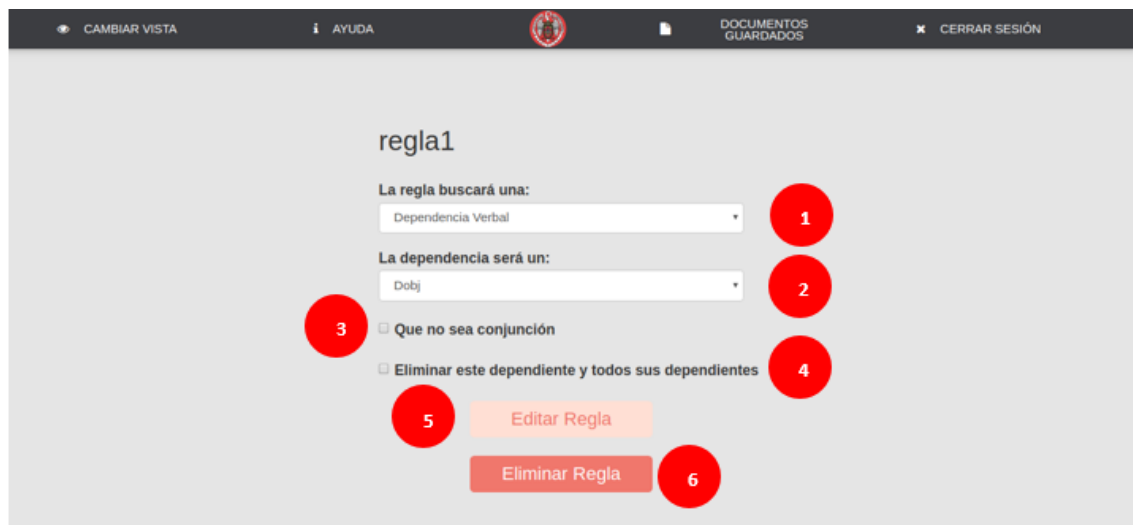 CAMBIAR VISTA
AYUDA
DOCUMENTOS
GUARDADOS
CERRAR SESIÓN
regla1
La regla buscará una:
Dependencia Verbal
1
La dependencia será un:
Dobj
2
3
Que no sea conjunción
Eliminar este dependiente y todos sus dependientes
4
5
Editar Regla
Eliminar Regla
6